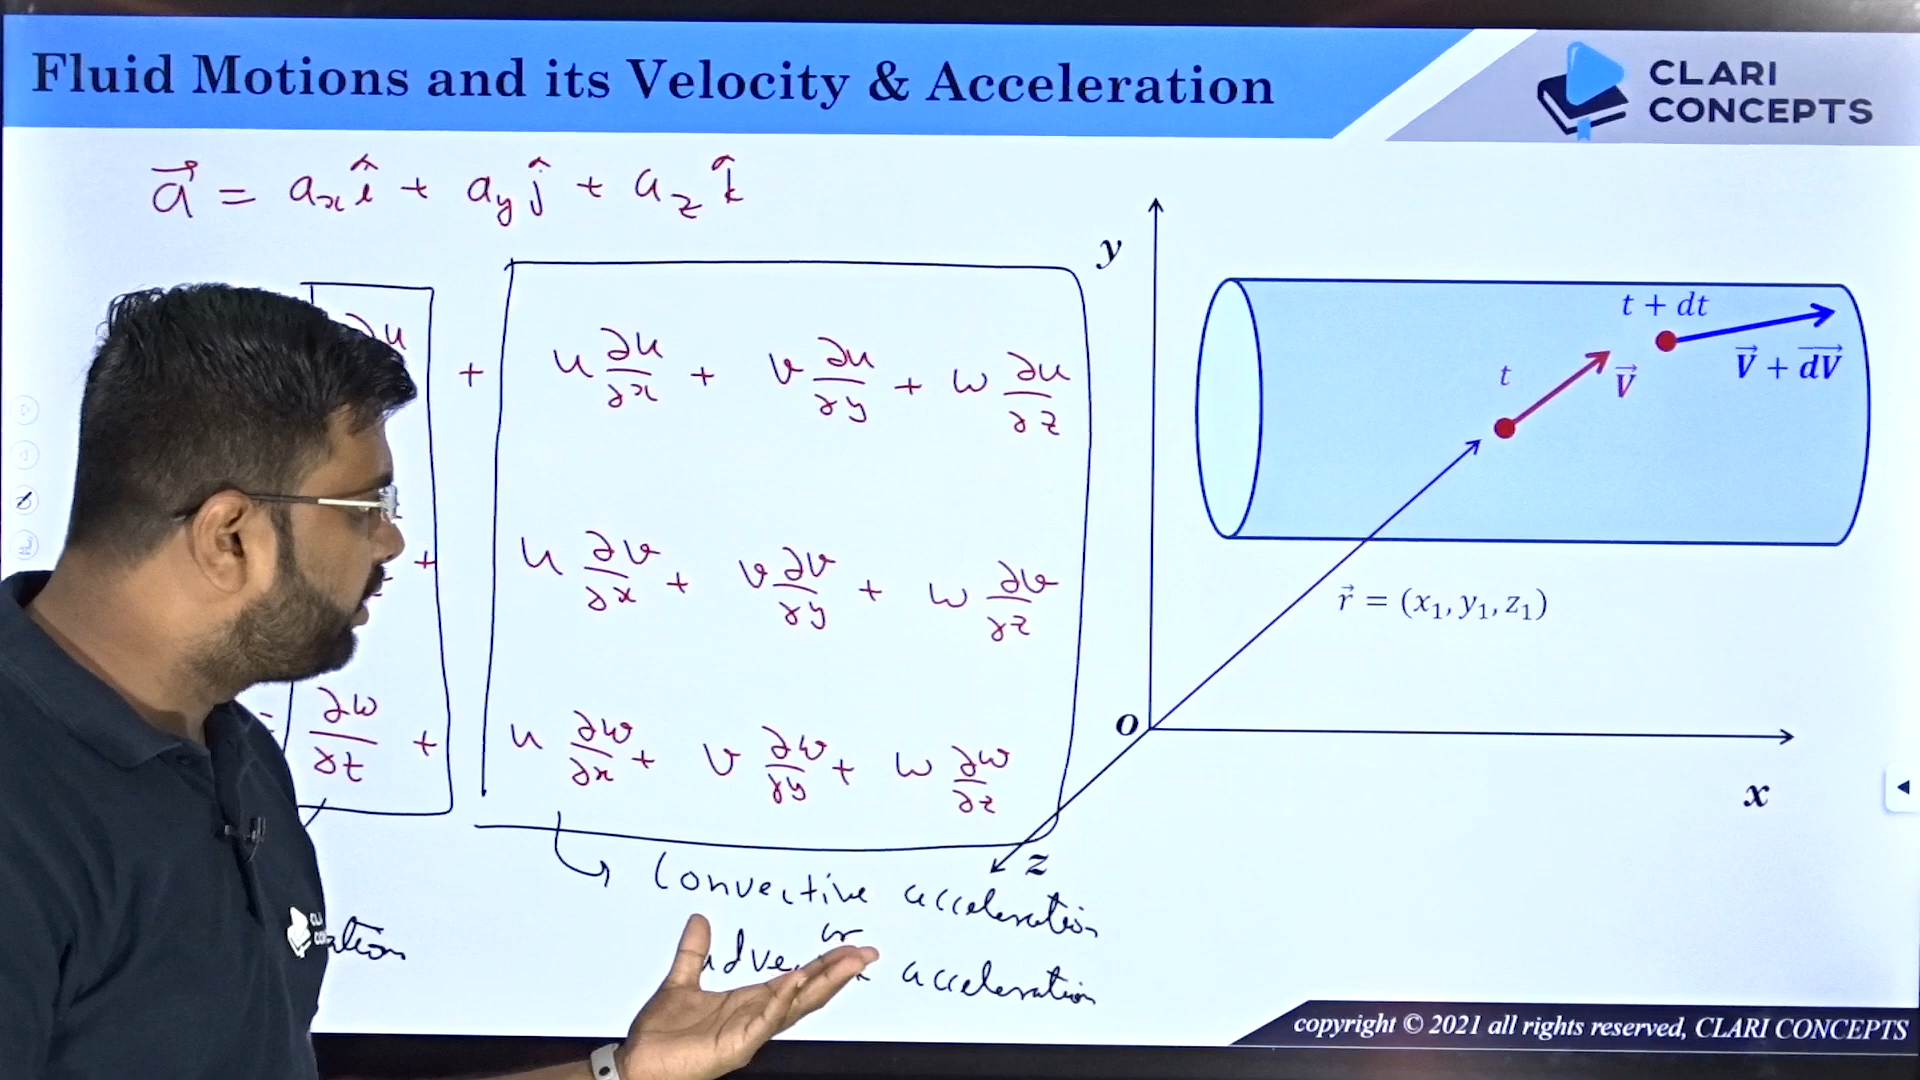 Fluid Motions and its Velocity & Acceleration
CLARI
CONCEPTS
a⃗ = aₓî + a_y ĵ + a_z k̂
∂u + u ∂u/∂x + v ∂u/∂y + w ∂u/∂z
+ u ∂v/∂x + v ∂v/∂y + w ∂v/∂z
= ∂w/∂t + u ∂w/∂x + v ∂w/∂y + w ∂w/∂z
Convective acceleration
or
acceleration
y
t + dt
V⃗ + dV⃗
t
V⃗
r⃗ = (x₁, y₁, z₁)
O
x
z
copyright © 2021 all rights reserved, CLARI CONCEPTS